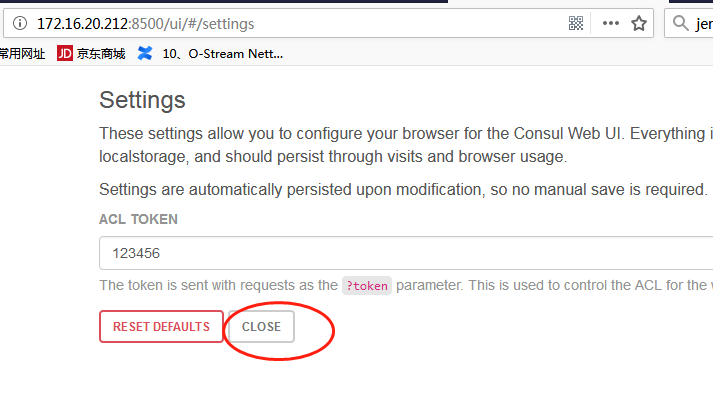 172.16.20.212:8500/ui/#/settings
常用网址 JD 京东商城 10、O-Stream Nett...
Settings
These settings allow you to configure your browser for the Consul Web UI. Everything i
localstorage, and should persist through visits and browser usage.
Settings are automatically persisted upon modification, so no manual save is required.
ACL TOKEN
123456
The token is sent with requests as the ?token parameter. This is used to control the ACL for the
RESET DEFAULTS CLOSE